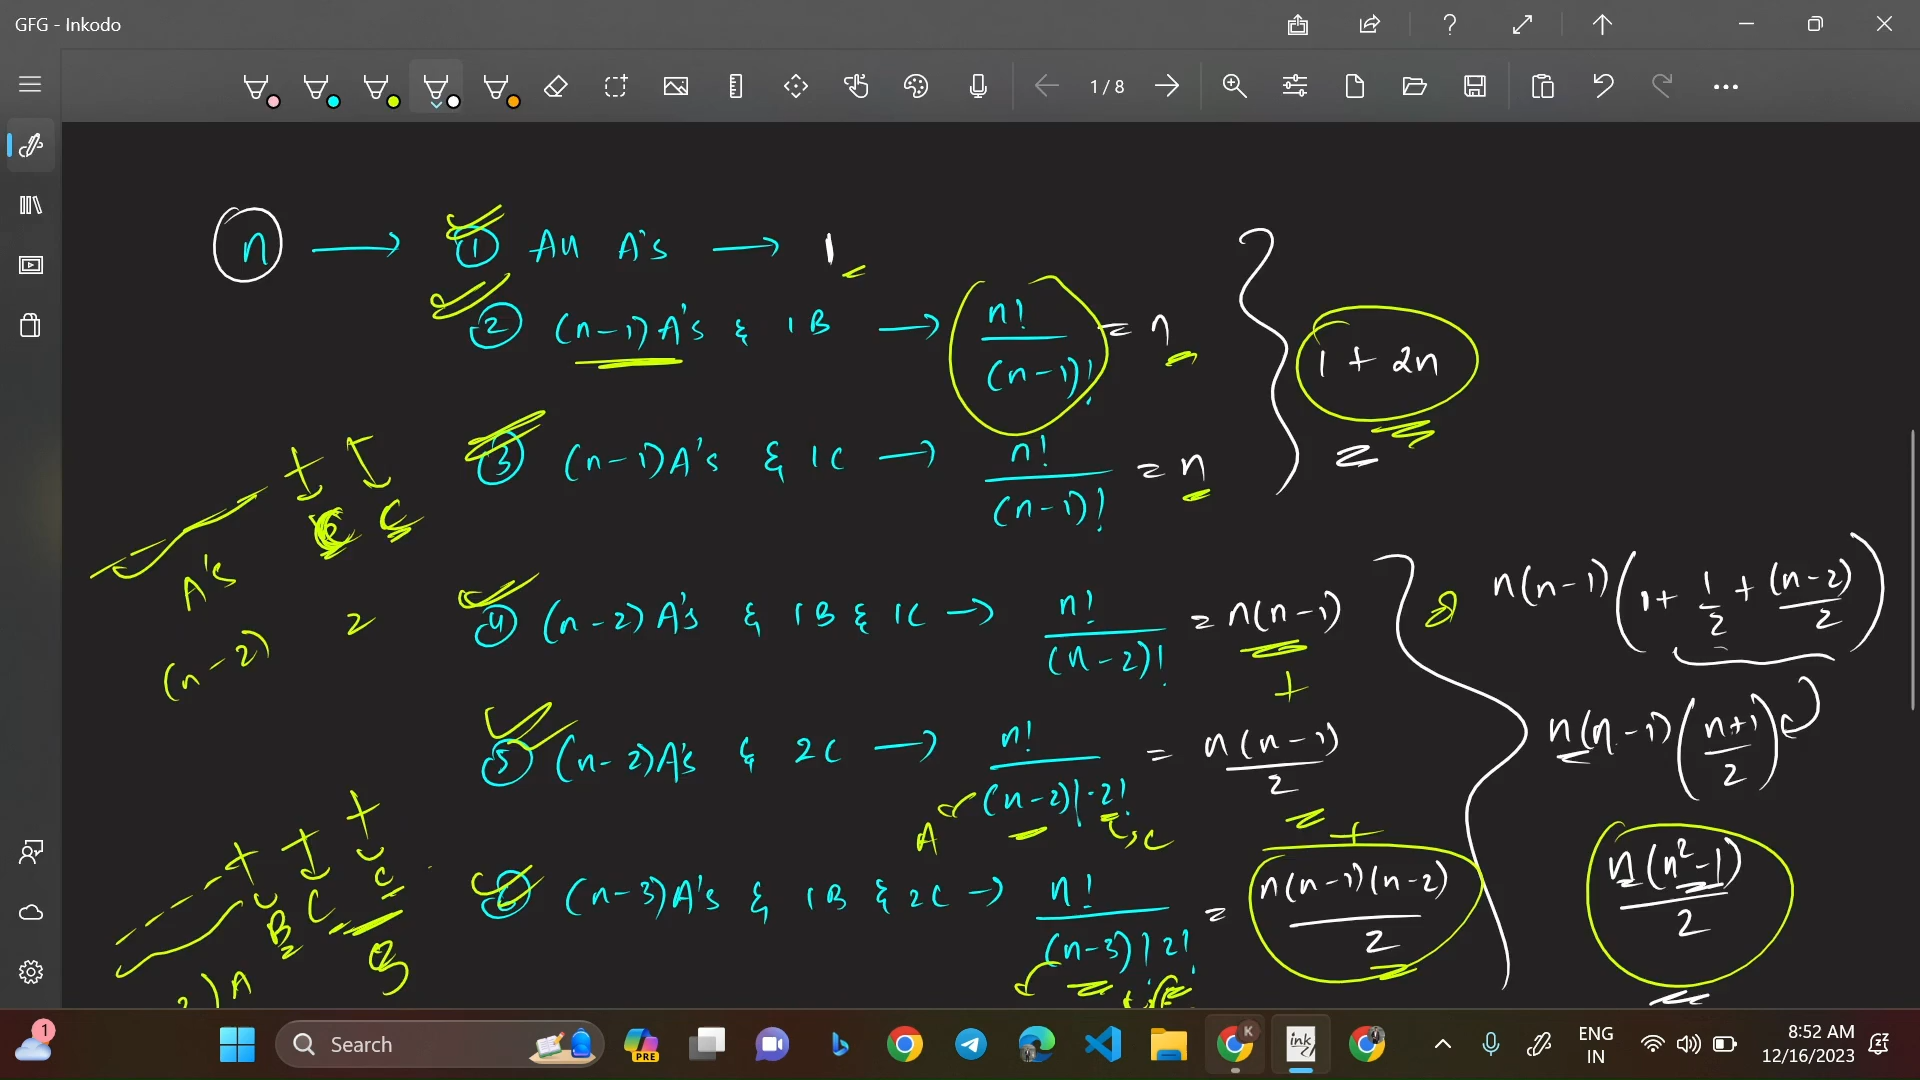 GFG - Inkodo
1 / 8
n → ① All A's → 1
② (n-1)A's & 1B → n!/(n-1)! = n
1 + 2n
③ (n-1)A's & 1C → n!/(n-1)! = n
A's
(n-2) 2
C
④ (n-2)A's & 1B & 1C → n!/(n-2)! = n(n-1)
+
n(n-1)(1 + 1/2 + (n-2)/2)
⑤ (n-2)A's & 2C → n!/(n-2)!·2! = n(n-1)/2
A C
+
n(n-1)(n+1/2)
⑥ (n-3)A's & 1B & 2C → n!/(n-3)!2! = n(n-1)(n-2)/2
n(n²-1)/2
B C C
A
1
Search
PRE
K
ink
ENG
IN
8:52 AM
12/16/2023